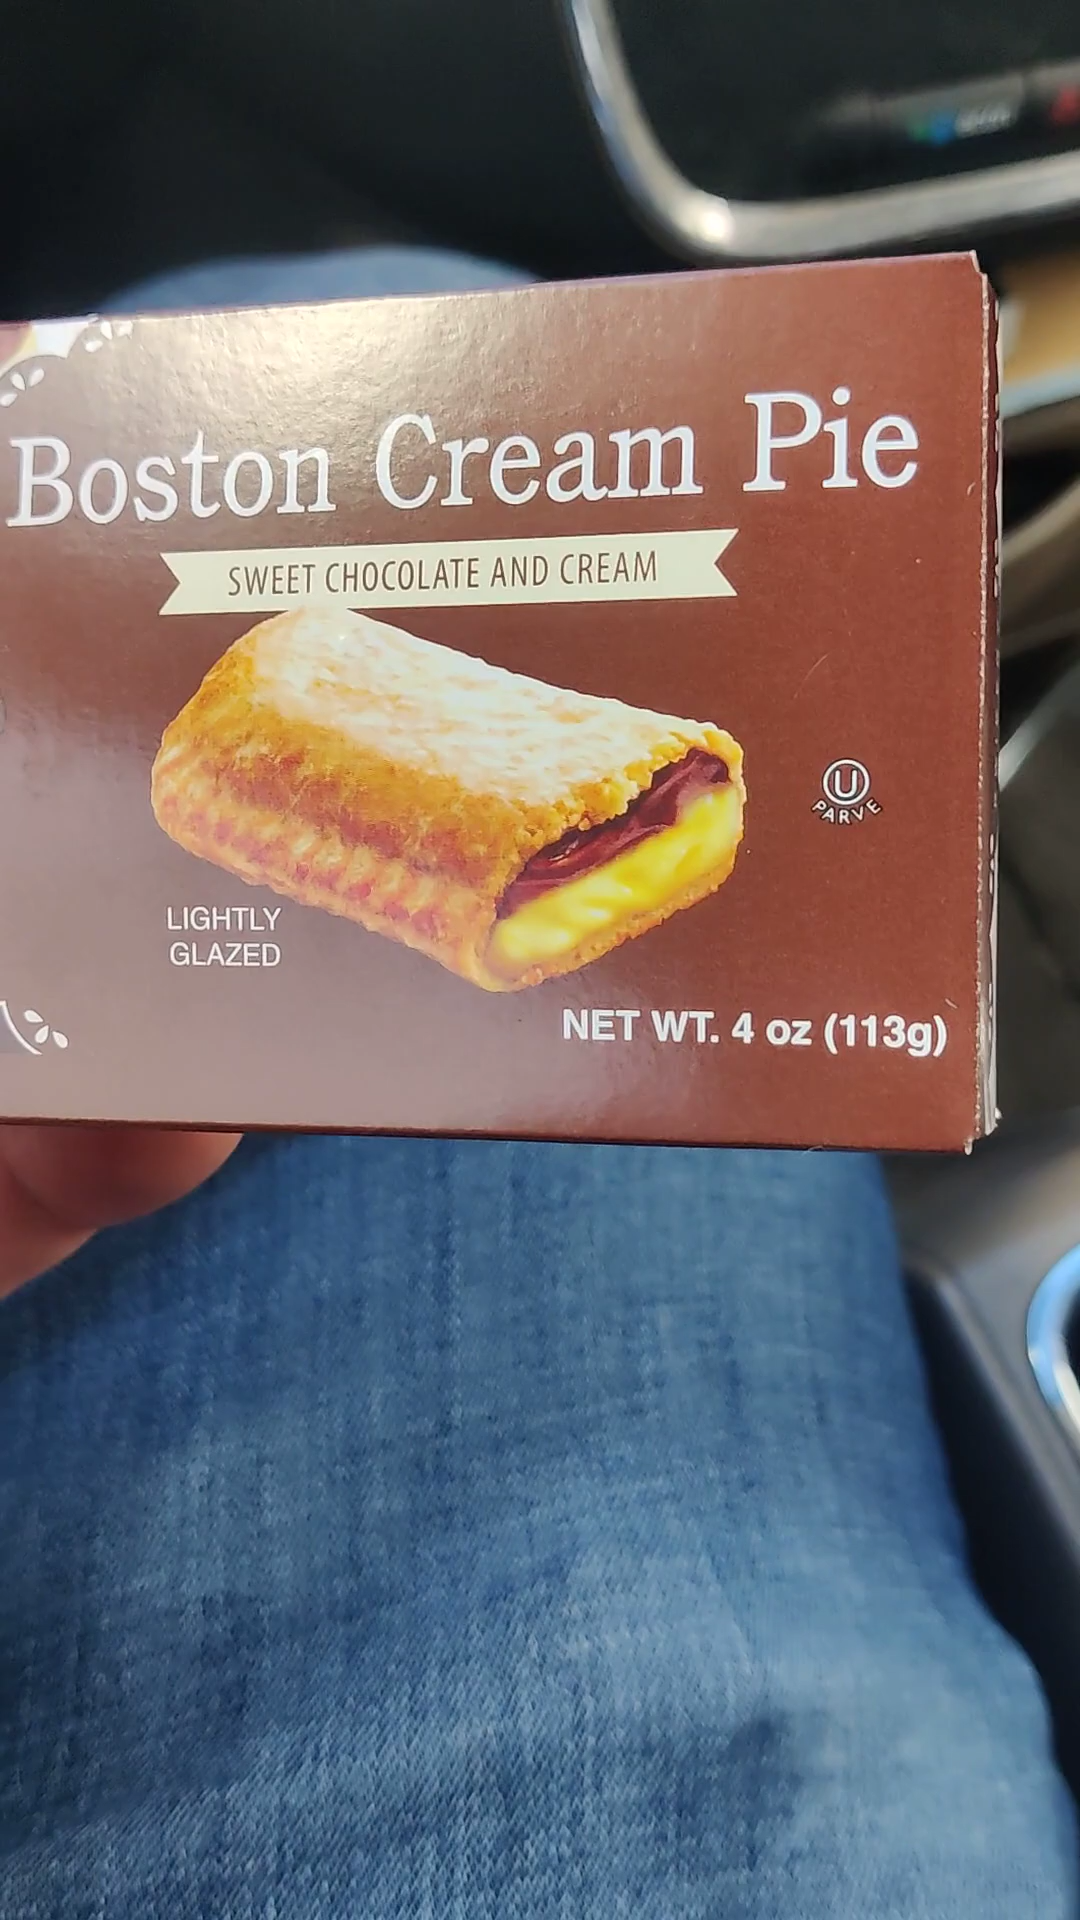 Boston Cream Pie
SWEET CHOCOLATE AND CREAM
U
PARVE
LIGHTLY
GLAZED
NET WT. 4 oz (113g)